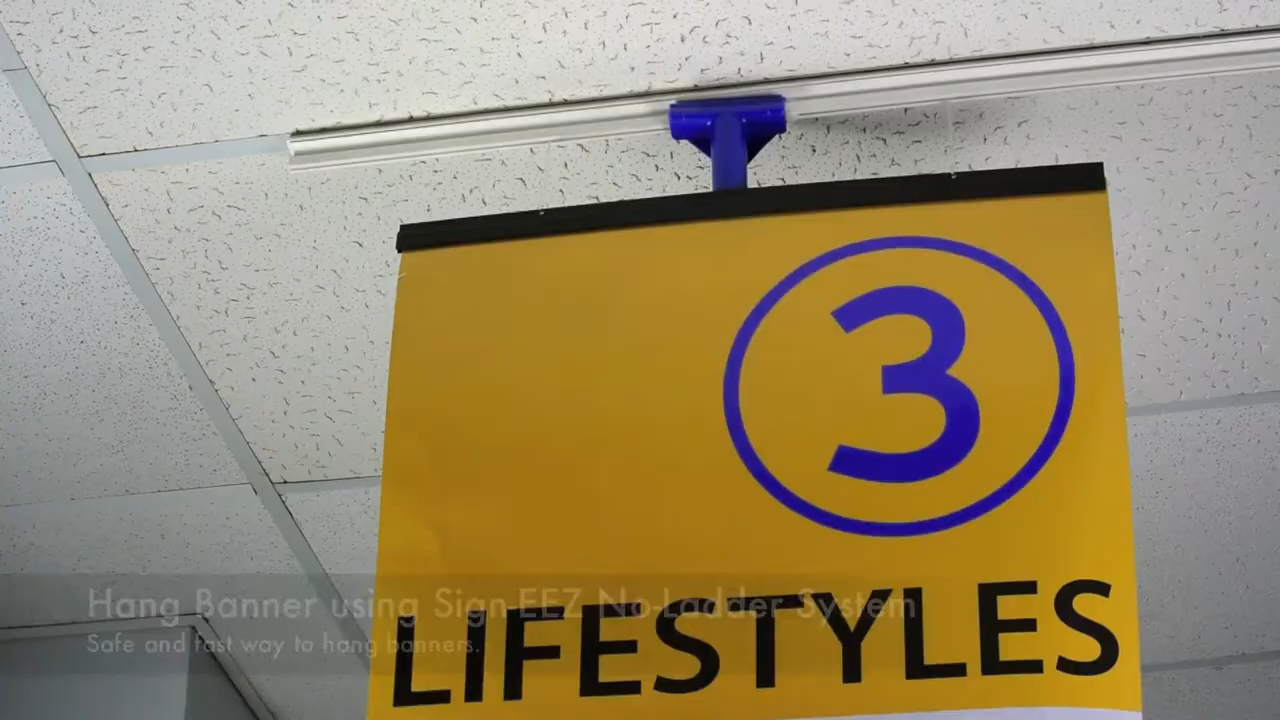 3
LIFESTYLES
Hang Banner using Sign-EEZ No-Ladder System
Safe and fast way to hang banners.